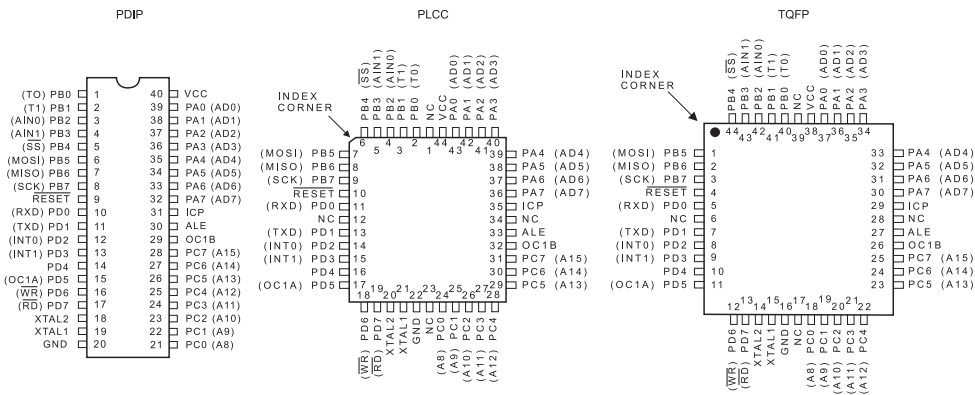 PDIP
(TO) PB0 1
(T1) PB1 2
(AIN0) PB2 3
(AIN1) PB3 4
(SS) PB4 5
(MOSI) PB5 6
(MISO) PB6 7
(SCK) PB7 8
RESET 9
(RXD) PD0 10
(TXD) PD1 11
(INT0) PD2 12
(INT1) PD3 13
PD4 14
(OC1A) PD5 15
(WR) PD6 16
(RD) PD7 17
XTAL2 18
XTAL1 19
GND 20
40 VCC
39 PA0 (AD0)
38 PA1 (AD1)
37 PA2 (AD2)
36 PA3 (AD3)
35 PA4 (AD4)
34 PA5 (AD5)
33 PA6 (AD6)
32 PA7 (AD7)
31 ICP
30 ALE
29 OC1B
28 PC7 (A15)
27 PC6 (A14)
26 PC5 (A13)
25 PC4 (A12)
24 PC3 (A11)
23 PC2 (A10)
22 PC1 (A9)
21 PC0 (A8)
PLCC
INDEX
CORNER
PB4 (SS) 6
PB3 (AIN1) 5
PB2 (AIN0) 4
PB1 (T1) 3
PB0 (T0) 2
NC 1
VCC 44
PA0 (AD0) 43
PA1 (AD1) 42
PA2 (AD2) 41
PA3 (AD3) 40
(MOSI) PB5 7
(MISO) PB6 8
(SCK) PB7 9
RESET 10
(RXD) PD0 11
NC 12
(TXD) PD1 13
(INT0) PD2 14
(INT1) PD3 15
PD4 16
(OC1A) PD5 17
39 PA4 (AD4)
38 PA5 (AD5)
37 PA6 (AD6)
36 PA7 (AD7)
35 ICP
34 NC
33 ALE
32 OC1B
31 PC7 (A15)
30 PC6 (A14)
29 PC5 (A13)
18 (WR) PD6
19 (RD) PD7
20 XTAL2
21 XTAL1
22 GND
23 NC
24 (A8) PC0
25 (A9) PC1
26 (A10) PC2
27 (A11) PC3
28 (A12) PC4
TQFP
INDEX
CORNER
PB4 (SS) 44
PB3 (AIN1) 43
PB2 (AIN0) 42
PB1 (T1) 41
PB0 (T0) 40
NC 39
VCC 38
PA0 (AD0) 37
PA1 (AD1) 36
PA2 (AD2) 35
PA3 (AD3) 34
(MOSI) PB5 1
(MISO) PB6 2
(SCK) PB7 3
RESET 4
(RXD) PD0 5
NC 6
(TXD) PD1 7
(INT0) PD2 8
(INT1) PD3 9
PD4 10
(OC1A) PD5 11
33 PA4 (AD4)
32 PA5 (AD5)
31 PA6 (AD6)
30 PA7 (AD7)
29 ICP
28 NC
27 ALE
26 OC1B
25 PC7 (A15)
24 PC6 (A14)
23 PC5 (A13)
12 (WR) PD6
13 (RD) PD7
14 XTAL2
15 XTAL1
16 GND
17 NC
18 (A8) PC0
19 (A9) PC1
20 (A10) PC2
21 (A11) PC3
22 (A12) PC4